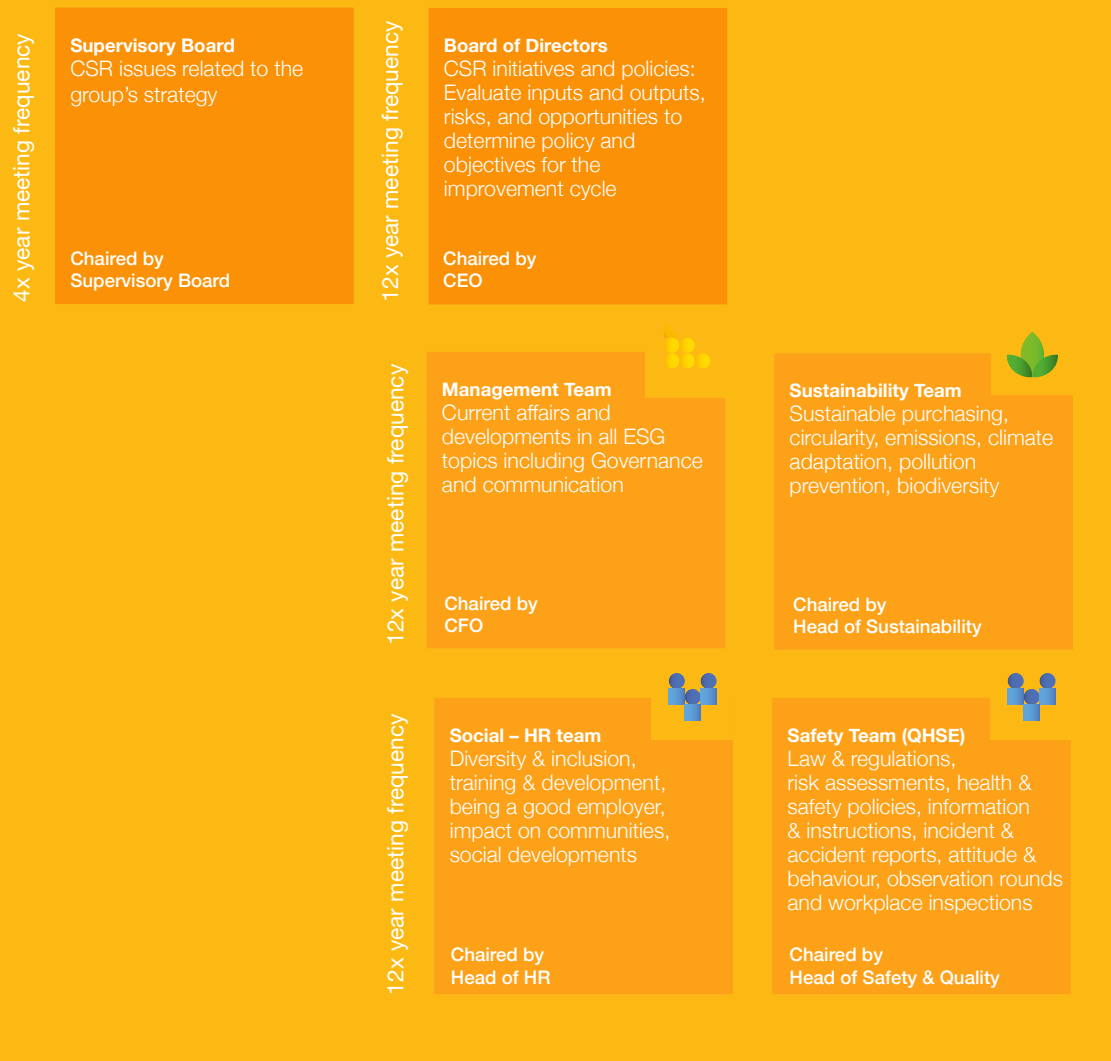 4x year meeting frequency
Supervisory Board
CSR issues related to the
group's strategy
Chaired by
Supervisory Board
12x year meeting frequency
Board of Directors
CSR initiatives and policies:
Evaluate inputs and outputs,
risks, and opportunities to
determine policy and
objectives for the
improvement cycle
Chaired by
CEO
12x year meeting frequency
Management Team
Current affairs and
developments in all ESG
topics including Governance
and communication
Chaired by
CFO
Sustainability Team
Sustainable purchasing,
circularity, emissions, climate
adaptation, pollution
prevention, biodiversity
Chaired by
Head of Sustainability
12x year meeting frequency
Social – HR team
Diversity & inclusion,
training & development,
being a good employer,
impact on communities,
social developments
Chaired by
Head of HR
Safety Team (QHSE)
Law & regulations,
risk assessments, health &
safety policies, information
& instructions, incident &
accident reports, attitude &
behaviour, observation rounds
and workplace inspections
Chaired by
Head of Safety & Quality